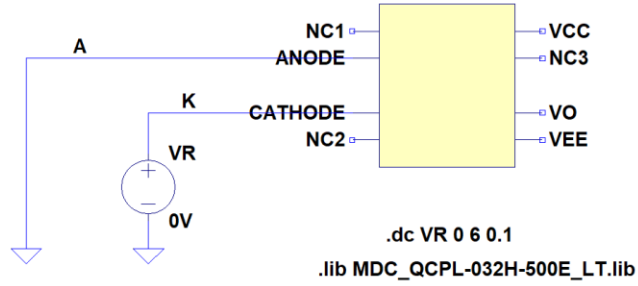 NC1
VCC
A
ANODE
NC3
K
CATHODE
VO
NC2
VEE
VR
0V
.dc VR 0 6 0.1
.lib MDC_QCPL-032H-500E_LT.lib